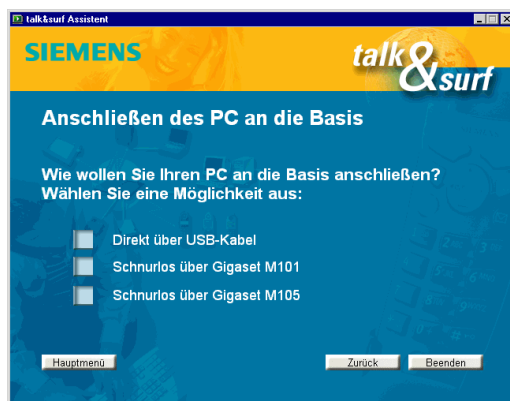 talk&surf Assistent
SIEMENS
talk
&surf
Anschließen des PC an die Basis
Wie wollen Sie Ihren PC an die Basis anschließen?
Wählen Sie eine Möglichkeit aus:
Direkt über USB-Kabel
Schnurlos über Gigaset M101
Schnurlos über Gigaset M105
Hauptmenü
Zurück
Beenden